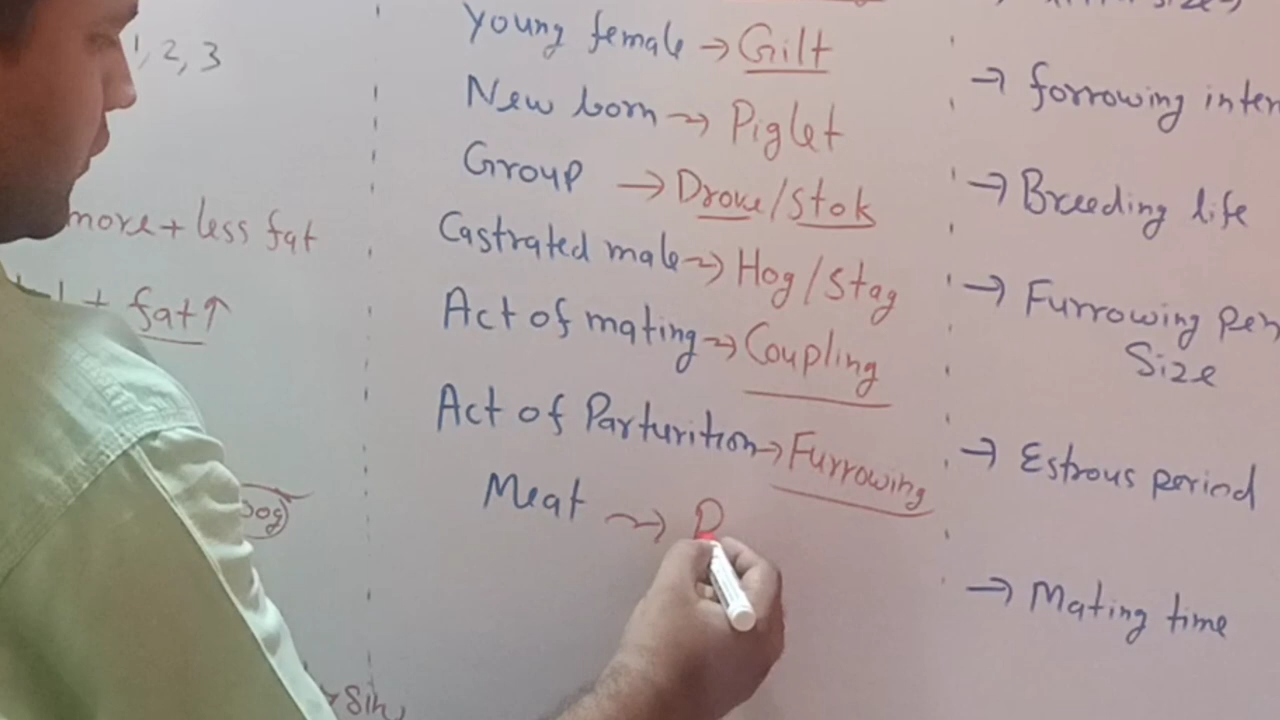 1, 2, 3
more + less fat
+ fat↑
Young female → Gilt
New born → Piglet
Group → Drove/Stok
Castrated male → Hog/Stag
Act of mating → Coupling
Act of Parturition → Furrowing
Meat →
→ forrowing inter
→ Breeding life
→ Furrowing per
Size
→ Estrous period
→ Mating time